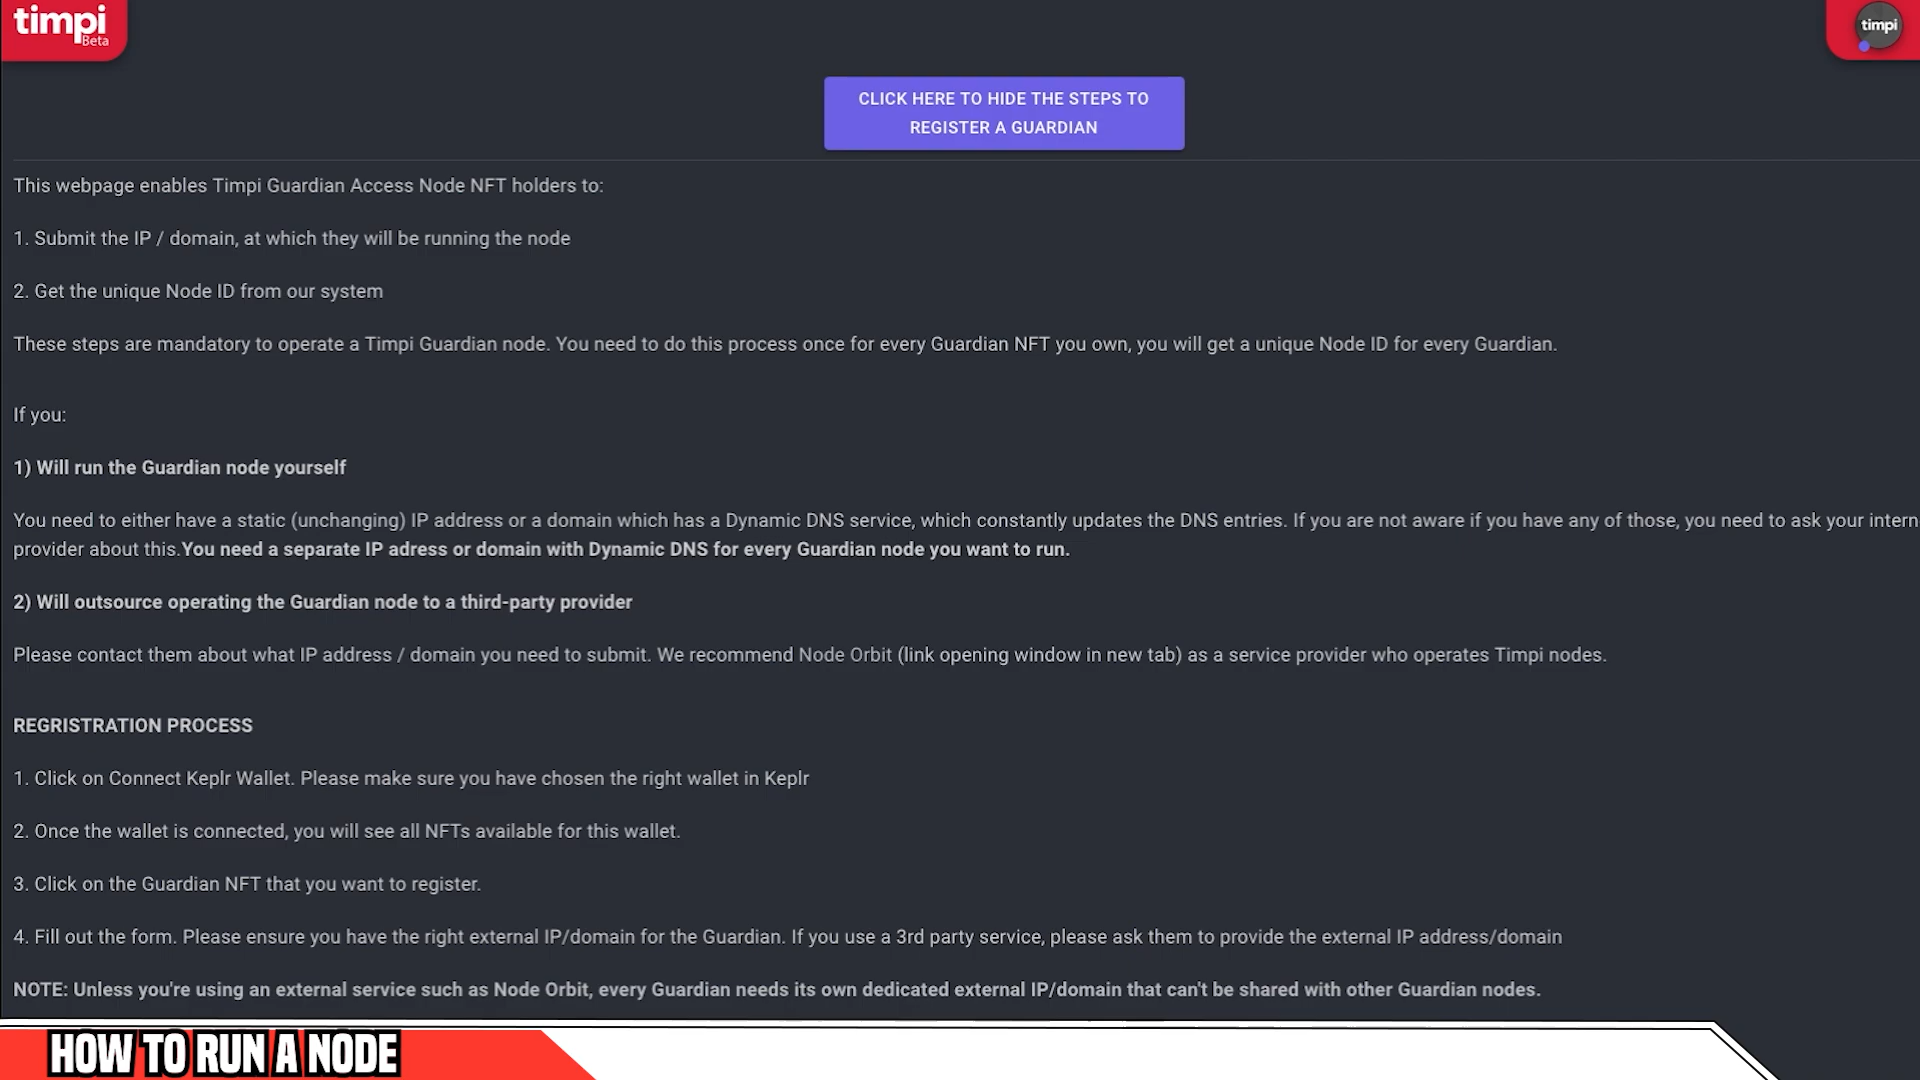 timpi
Beta
timpi
CLICK HERE TO HIDE THE STEPS TO
REGISTER A GUARDIAN
This webpage enables Timpi Guardian Access Node NFT holders to:
1. Submit the IP / domain, at which they will be running the node
2. Get the unique Node ID from our system
These steps are mandatory to operate a Timpi Guardian node. You need to do this process once for every Guardian NFT you own, you will get a unique Node ID for every Guardian.
If you:
1) Will run the Guardian node yourself
You need to either have a static (unchanging) IP address or a domain which has a Dynamic DNS service, which constantly updates the DNS entries. If you are not aware if you have any of those, you need to ask your intern
provider about this.You need a separate IP adress or domain with Dynamic DNS for every Guardian node you want to run.
2) Will outsource operating the Guardian node to a third-party provider
Please contact them about what IP address / domain you need to submit. We recommend Node Orbit (link opening window in new tab) as a service provider who operates Timpi nodes.
REGRISTRATION PROCESS
1. Click on Connect Keplr Wallet. Please make sure you have chosen the right wallet in Keplr
2. Once the wallet is connected, you will see all NFTs available for this wallet.
3. Click on the Guardian NFT that you want to register.
4. Fill out the form. Please ensure you have the right external IP/domain for the Guardian. If you use a 3rd party service, please ask them to provide the external IP address/domain
NOTE: Unless you're using an external service such as Node Orbit, every Guardian needs its own dedicated external IP/domain that can't be shared with other Guardian nodes.
HOW TO RUN A NODE